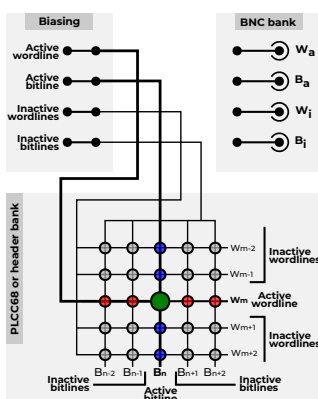 Biasing
BNC bank
Active
wordline
Active
bitline
Inactive
wordlines
Inactive
bitlines
Wa
Ba
Wi
Bi
PLCC68 or header bank
Wm-2
Wm-1
Wm
Wm+1
Wm+2
Inactive
wordlines
Active
wordline
Inactive
wordlines
Bn-2 Bn-1 Bn Bn+1 Bn+2
Inactive
bitlines
Active
bitline
Inactive
bitlines